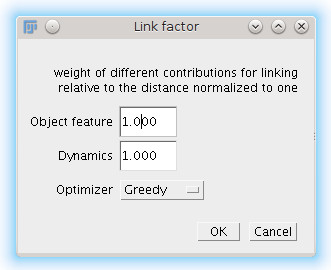 Link factor
weight of different contributions for linking
relative to the distance normalized to one
Object feature 1.000
Dynamics 1.000
Optimizer Greedy
OK Cancel